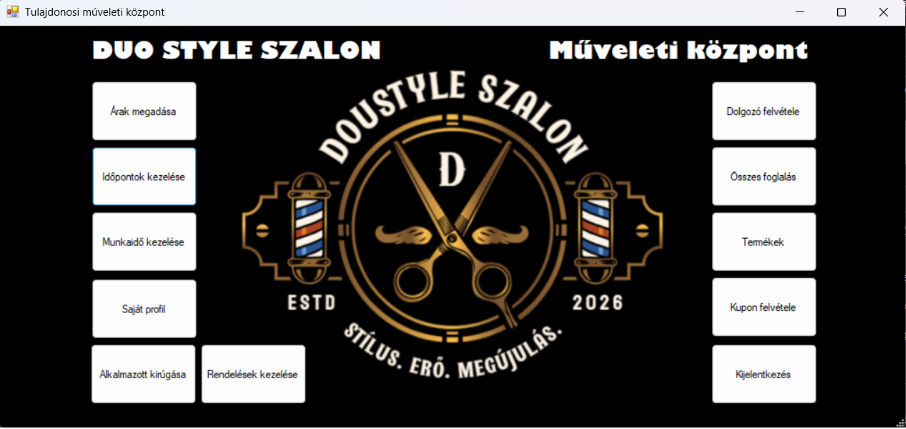 Tulajdonosi műveleti központ
DUO STYLE SZALON
Műveleti központ
DOUSTYLE SZALON
D
ESTD
2026
STÍLUS. ERŐ. MEGÚJULÁS.
Árak megadása
Időpontok kezelése
Munkaidő kezelése
Saját profil
Alkalmazott kirúgása
Rendelések kezelése
Dolgozó felvétele
Összes foglalás
Termékek
Kupon felvétele
Kijelentkezés